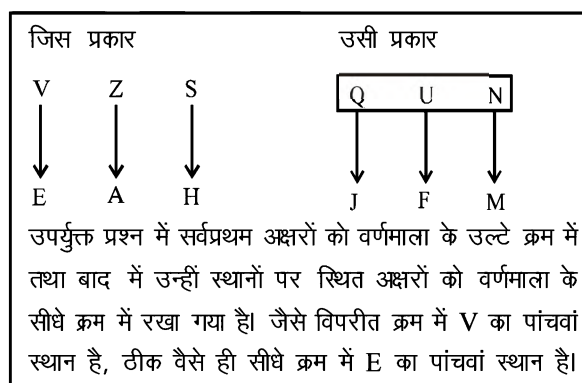 जिस प्रकार उसी प्रकार
V Z S Q U N
E A H J F M
उपर्युक्त प्रश्न में सर्वप्रथम अक्षरों को वर्णमाला के उल्टे क्रम में
तथा बाद में उन्हीं स्थानों पर स्थित अक्षरों को वर्णमाला के
सीधे क्रम में रखा गया है। जैसे विपरीत क्रम में V का पांचवां
स्थान है, ठीक वैसे ही सीधे क्रम में E का पांचवां स्थान है।